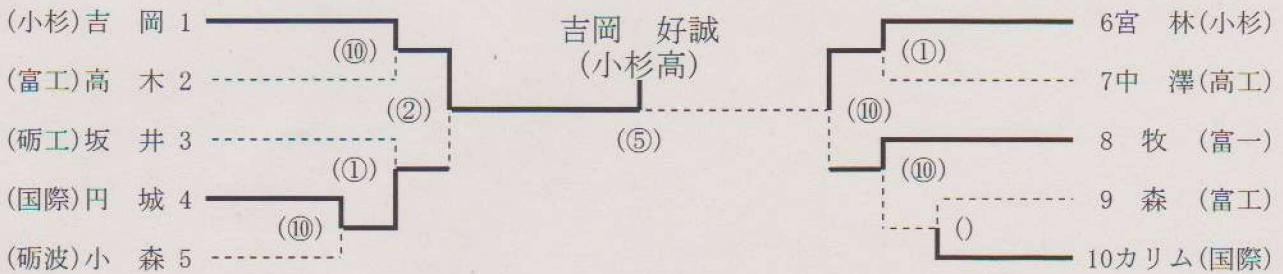 (小杉)吉 岡 1
(富工)高 木 2
(砺工)坂 井 3
(国際)円 城 4
(砺波)小 森 5
(⑩)
(②)
(①)
(⑩)
吉岡 好誠
(小杉高)
(⑤)
(①)
(⑩)
(⑩)
()
6宮 林(小杉)
7中 澤(高工)
8 牧 (富一)
9 森 (富工)
10カリム(国際)